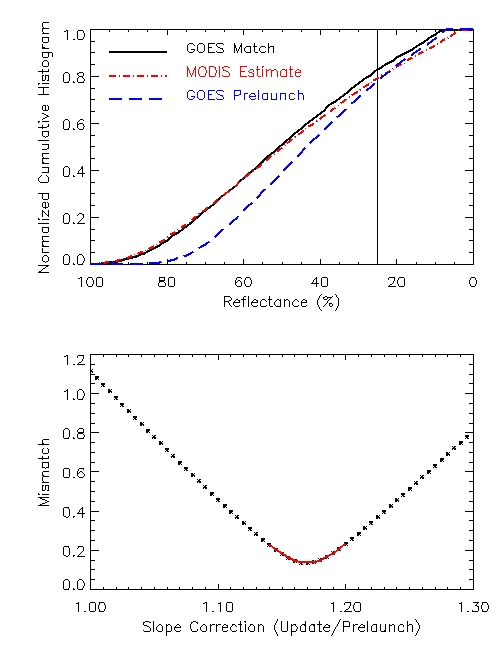 Normalized Cumulative Histogram
1.0
0.8
0.6
0.4
0.2
0.0
GOES Match
MODIS Estimate
GOES Prelaunch
100 80 60 40 20 0
Reflectance (%)
Mismatch
1.2
1.0
0.8
0.6
0.4
0.2
0.0
1.00 1.10 1.20 1.30
Slope Correction (Update/Prelaunch)